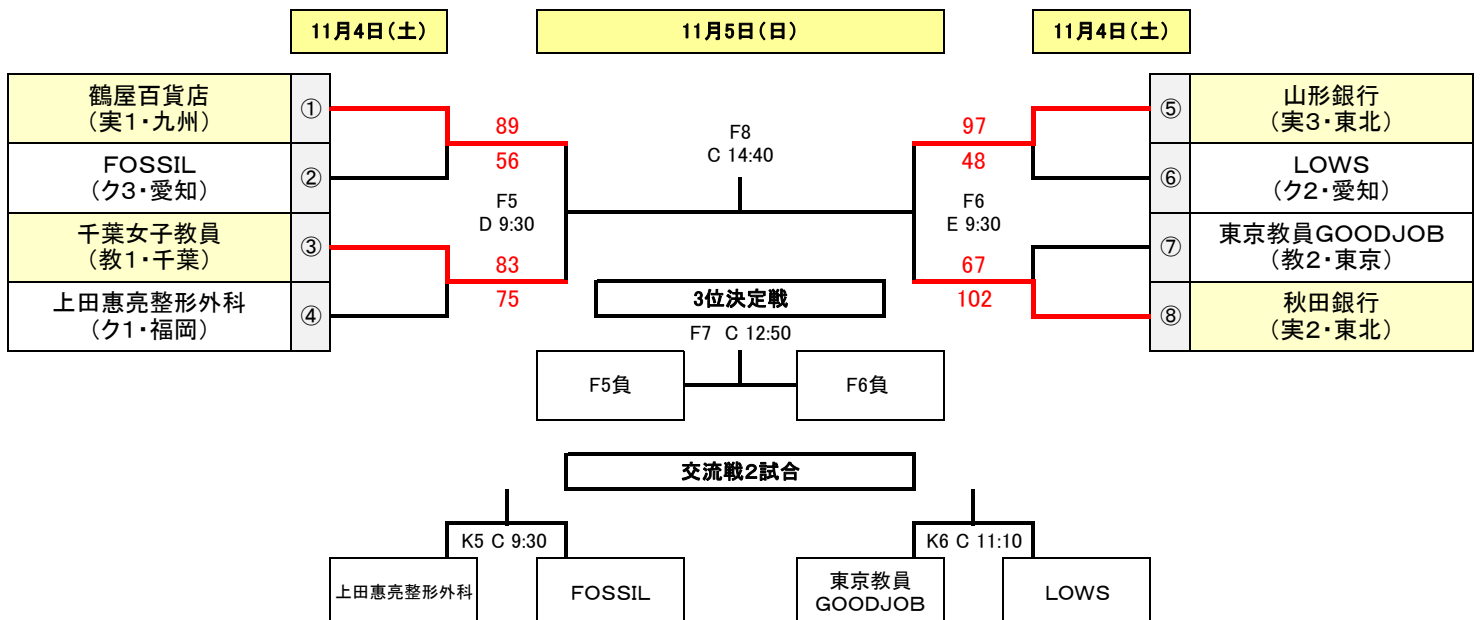 11月4日(土)
11月5日(日)
11月4日(土)
鶴屋百貨店
(実1・九州)
①
FOSSIL
(ク3・愛知)
②
千葉女子教員
(教1・千葉)
③
上田惠亮整形外科
(ク1・福岡)
④
89
56
F5
D 9:30
83
75
F8
C 14:40
97
48
F6
E 9:30
67
102
⑤
山形銀行
(実3・東北)
⑥
LOWS
(ク2・愛知)
⑦
東京教員GOODJOB
(教2・東京)
⑧
秋田銀行
(実2・東北)
3位決定戦
F7 C 12:50
F5負
F6負
交流戦2試合
K5 C 9:30
K6 C 11:10
上田惠亮整形外科
FOSSIL
東京教員
GOODJOB
LOWS